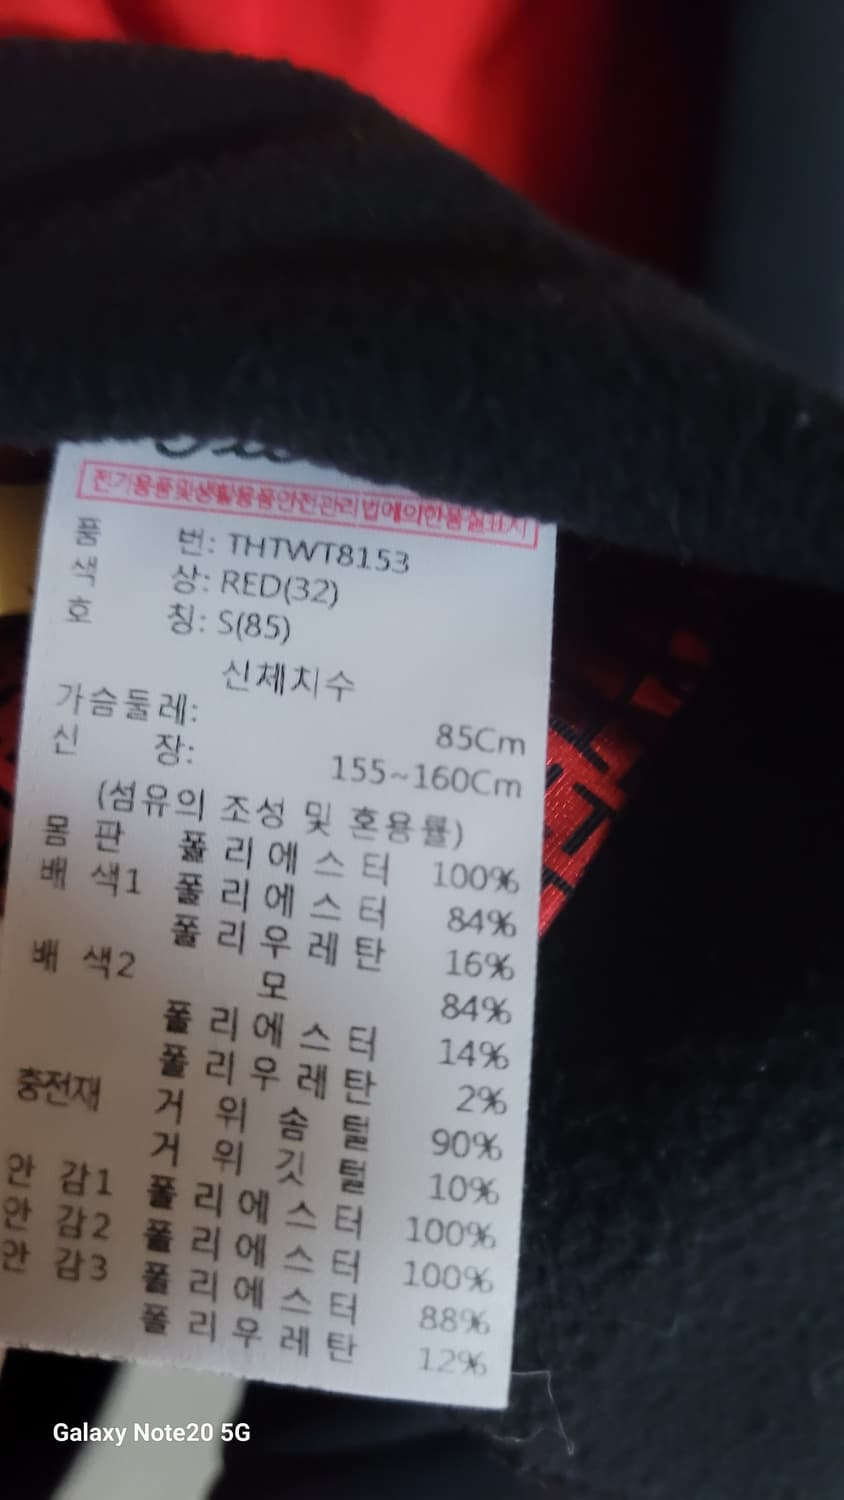 전기용품및생활용품안전관리법에의한품질표시
품 번: THTWT8153
색 상: RED(32)
호 칭: S(85)
신체치수
가슴둘레: 85Cm
신 장: 155~160Cm
(섬유의 조성 및 혼용률)
몸 판 폴리에스터 100%
배 색1 폴리에스터 84%
폴리우레탄 16%
배 색2 모 84%
폴리에스터 14%
폴리우레탄 2%
충전재 거위솜털 90%
거위깃털 10%
안 감1 폴리에스터 100%
안 감2 폴리에스터 100%
안 감3 폴리에스터 88%
폴리우레탄 12%
Galaxy Note20 5G